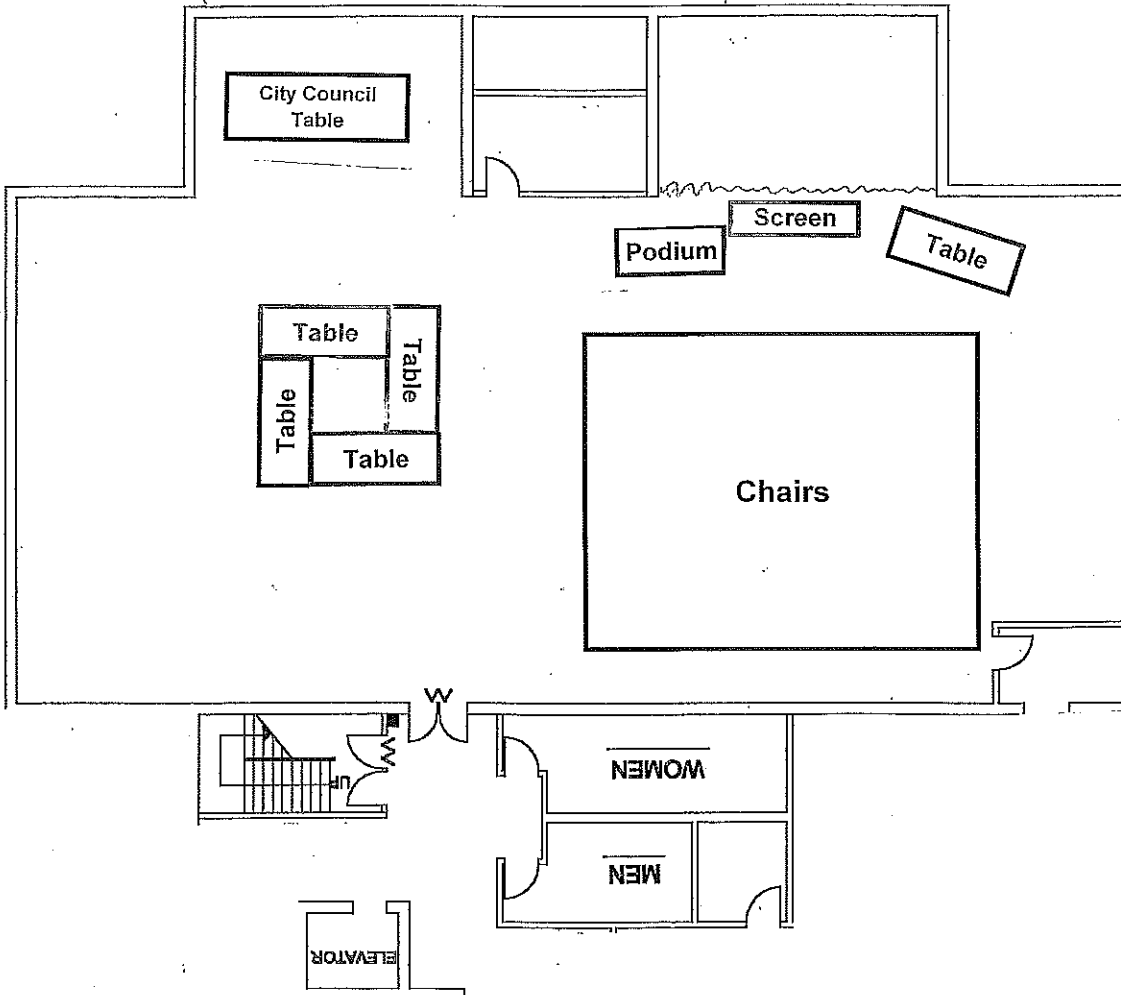 City Council
Table
Screen
Podium
Table
Table
Table
Table
Table
Chairs
UP
WOMEN
MEN
ELEVATOR